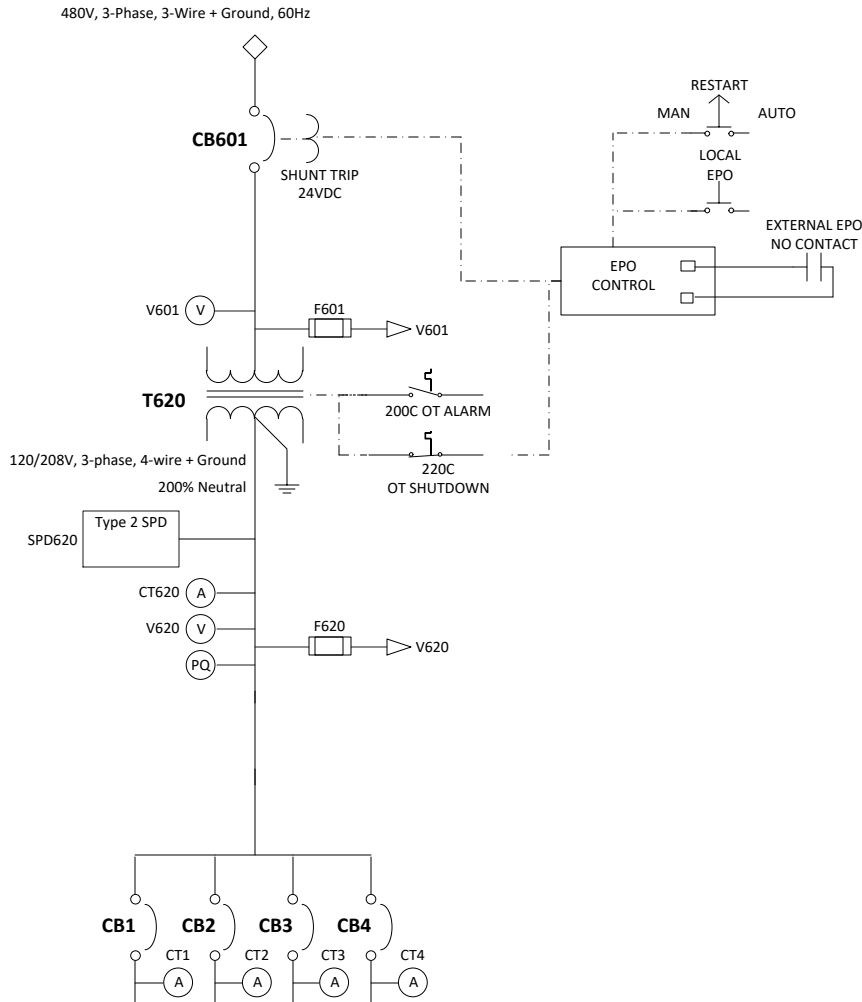 480V, 3-Phase, 3-Wire + Ground, 60Hz
RESTART
MAN
AUTO
CB601
SHUNT TRIP
24VDC
LOCAL
EPO
EXTERNAL EPO
NO CONTACT
EPO
CONTROL
V601
V
F601
V601
T620
200C OT ALARM
120/208V, 3-phase, 4-wire + Ground
200% Neutral
220C
OT SHUTDOWN
SPD620
Type 2 SPD
CT620
A
V620
V
F620
V620
PQ
CB1
CB2
CB3
CB4
CT1
CT2
CT3
CT4
A
A
A
A